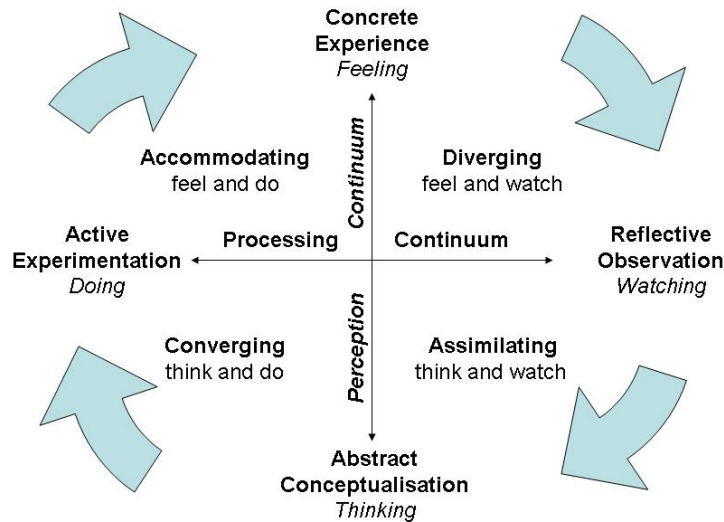 Concrete
Experience
Feeling
Accommodating
feel and do
Continuum
Diverging
feel and watch
Active
Experimentation
Doing
Processing
Continuum
Reflective
Observation
Watching
Converging
think and do
Perception
Assimilating
think and watch
Abstract
Conceptualisation
Thinking